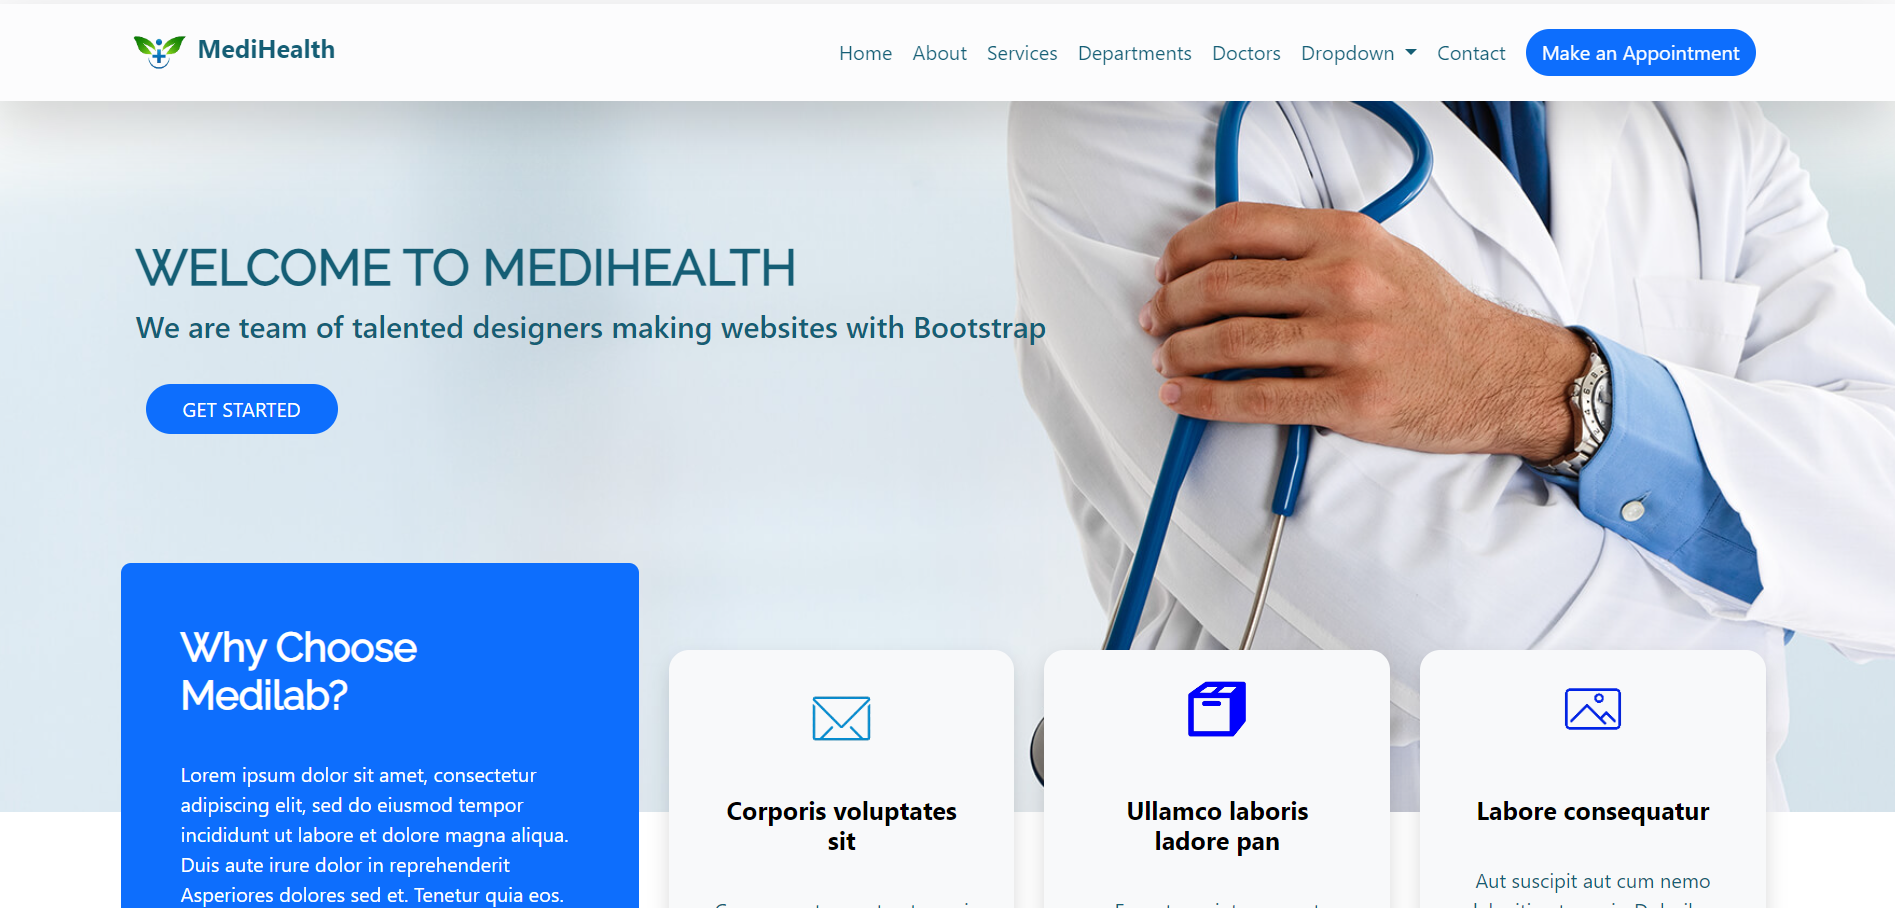 MediHealth
Home About Services Departments Doctors Dropdown Contact Make an Appointment
WELCOME TO MEDIHEALTH
We are team of talented designers making websites with Bootstrap
GET STARTED
Why Choose
Medilab?
Lorem ipsum dolor sit amet, consectetur
adipiscing elit, sed do eiusmod tempor
incididunt ut labore et dolore magna aliqua.
Duis aute irure dolor in reprehenderit
Asperiores dolores sed et. Tenetur quia eos.
Corporis voluptates
sit
Ullamco laboris
ladore pan
Labore consequatur
Aut suscipit aut cum nemo